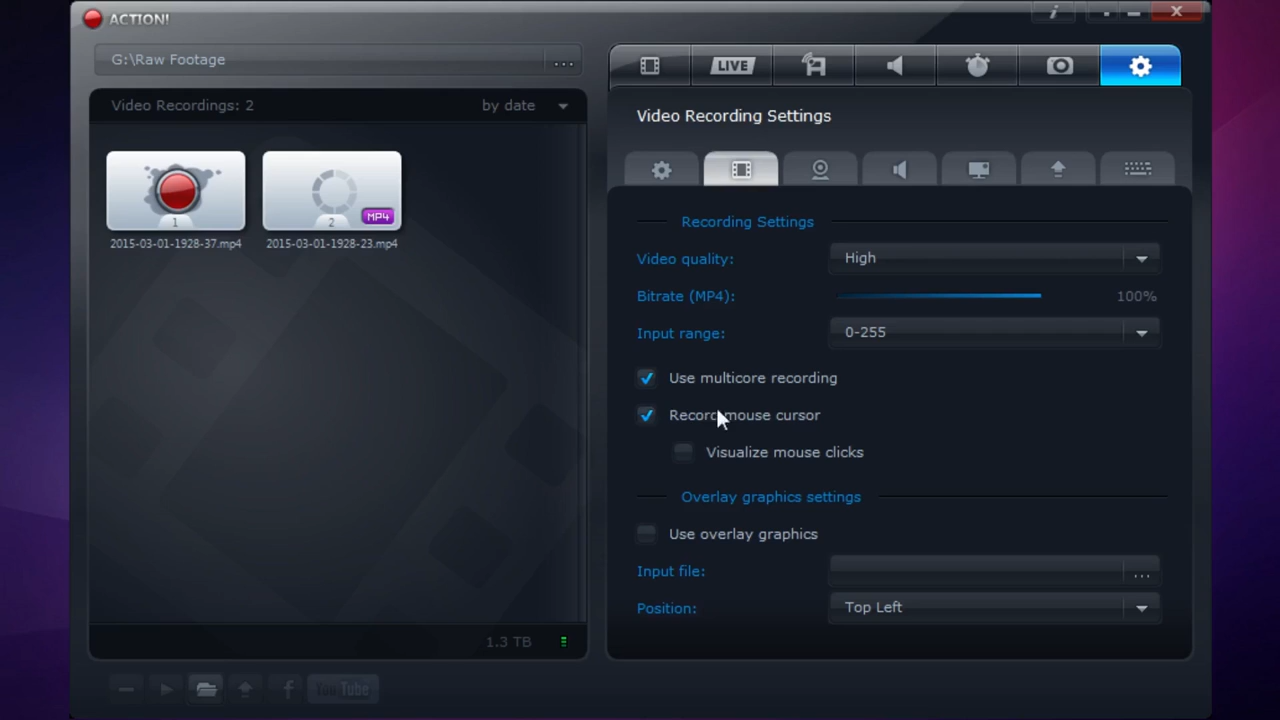 ACTION!
G:\Raw Footage
...
LIVE
Video Recordings: 2
by date
Video Recording Settings
1
2
MP4
2015-03-01-1928-37.mp4
2015-03-01-1928-23.mp4
Recording Settings
Video quality:
High
Bitrate (MP4):
100%
Input range:
0-255
Use multicore recording
Record mouse cursor
Visualize mouse clicks
Overlay graphics settings
Use overlay graphics
Input file:
...
Position:
Top Left
1.3 TB
YouTube